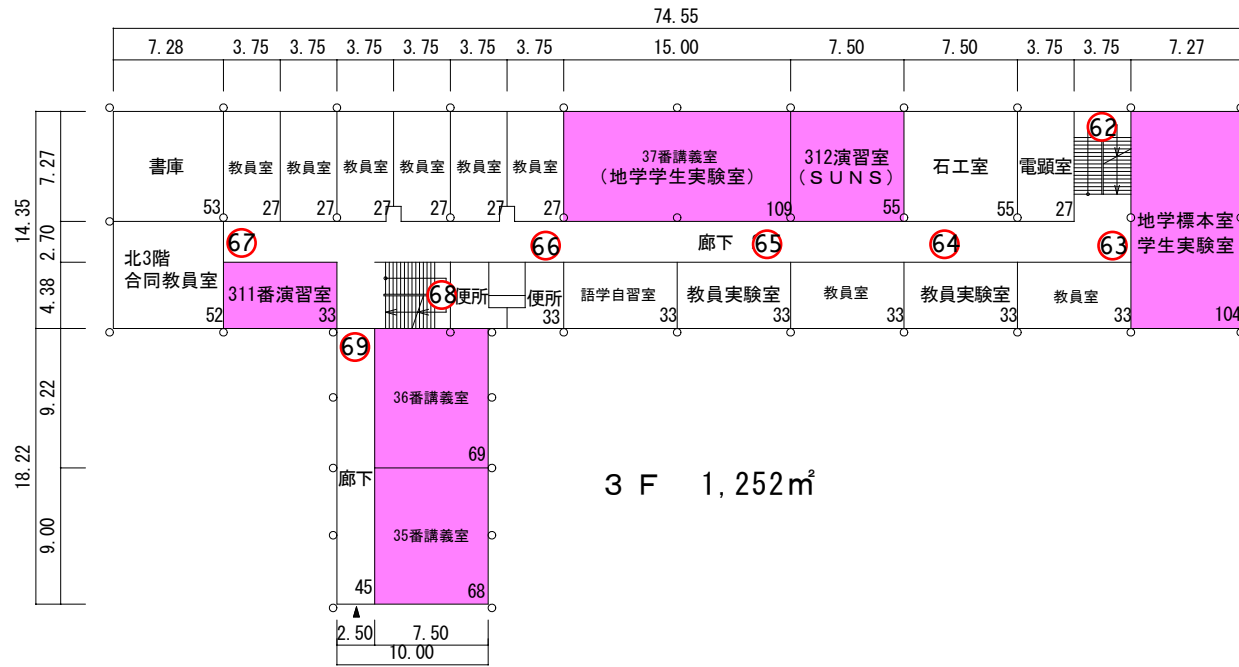 74.55
7.28 3.75 3.75 3.75 3.75 3.75 3.75 15.00 7.50 7.50 3.75 3.75 7.27
62
7.27
書庫
教員室 教員室 教員室 教員室 教員室 教員室
37番講義室
(地学学生実験室)
312演習室
(SUNS)
石工室
電顕室
53 27 27 27 27 27 27 109 55 55 27
14.35
2.70
67 66 廊下 65 64 63
地学標本室
学生実験室
北3階
合同教員室
4.38
311番演習室
68
便所 便所
語学自習室
教員実験室
教員室
教員実験室
教員室
52 33 33 33 33 33 33 33 104
69
9.22
36番講義室
69
18.22
廊下
3F 1,252㎡
9.00
35番講義室
45 68
2.50 7.50
10.00